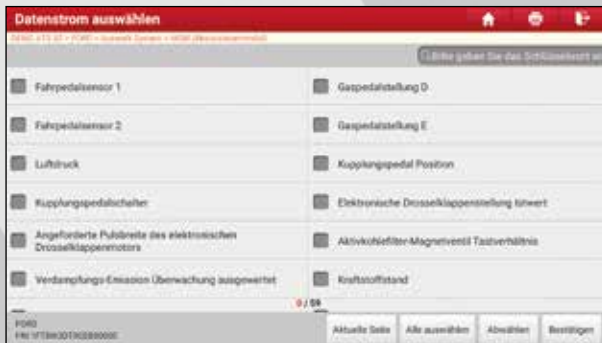 Datenstrom auswählen
Fahrpedalsensor 1
Gaspedalstellung D
Fahrpedalsensor 2
Gaspedalstellung E
Luftdruck
Kupplungspedal Position
Kupplungspedalschalter
Elektronische Drosselklappenstellung Istwert
Angeforderte Pulsbreite des elektronischen
Drosselklappenmotors
Aktivkohlefilter-Magnetventil Tastverhältnis
Verdampfungs-Emission Überwachung ausgewertet
Kraftstoffstand
0 / 59
FORD
Aktuelle Seite
Alle auswählen
Abwählen
Bestätigen